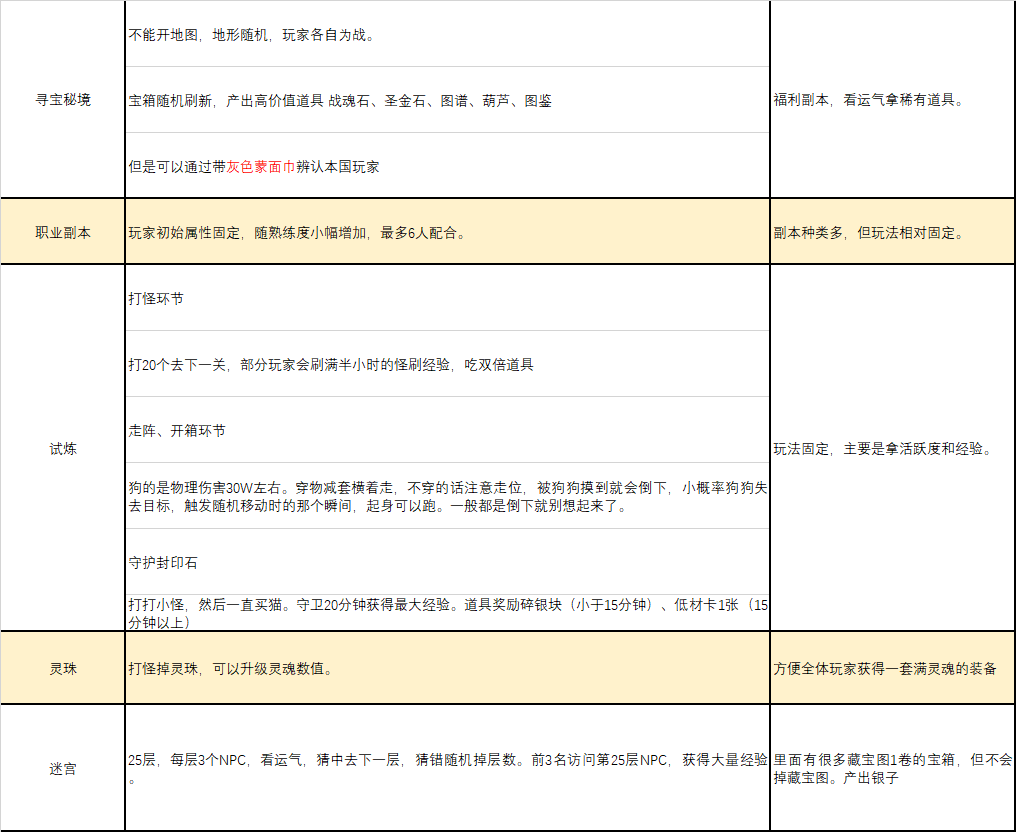 寻宝秘境
不能开地图，地形随机，玩家各自为战。
宝箱随机刷新，产出高价值道具 战魂石、圣金石、图谱、葫芦、图鉴
但是可以通过带灰色蒙面巾辨认本国玩家
福利副本，看运气拿稀有道具。
职业副本
玩家初始属性固定，随熟练度小幅增加，最多6人配合。
副本种类多，但玩法相对固定。
试炼
打怪环节
打20个去下一关，部分玩家会刷满半小时的怪刷经验，吃双倍道具
走阵、开箱环节
狗的是物理伤害30W左右。穿物减套横着走，不穿的话注意走位，被狗狗摸到就会倒下，小概率狗狗失
去目标，触发随机移动时的那个瞬间，起身可以跑。一般都是倒下就别想起来了。
守护封印石
打打小怪，然后一直买猫。守卫20分钟获得最大经验。道具奖励碎银块（小于15分钟）、低材卡1张（15
分钟以上）
玩法固定，主要是拿活跃度和经验。
灵珠
打怪掉灵珠，可以升级灵魂数值。
方便全体玩家获得一套满灵魂的装备
迷宫
25层，每层3个NPC，看运气，猜中去下一层，猜错随机掉层数。前3名访问第25层NPC，获得大量经验
。
里面有很多藏宝图1卷的宝箱，但不会
掉藏宝图。产出银子